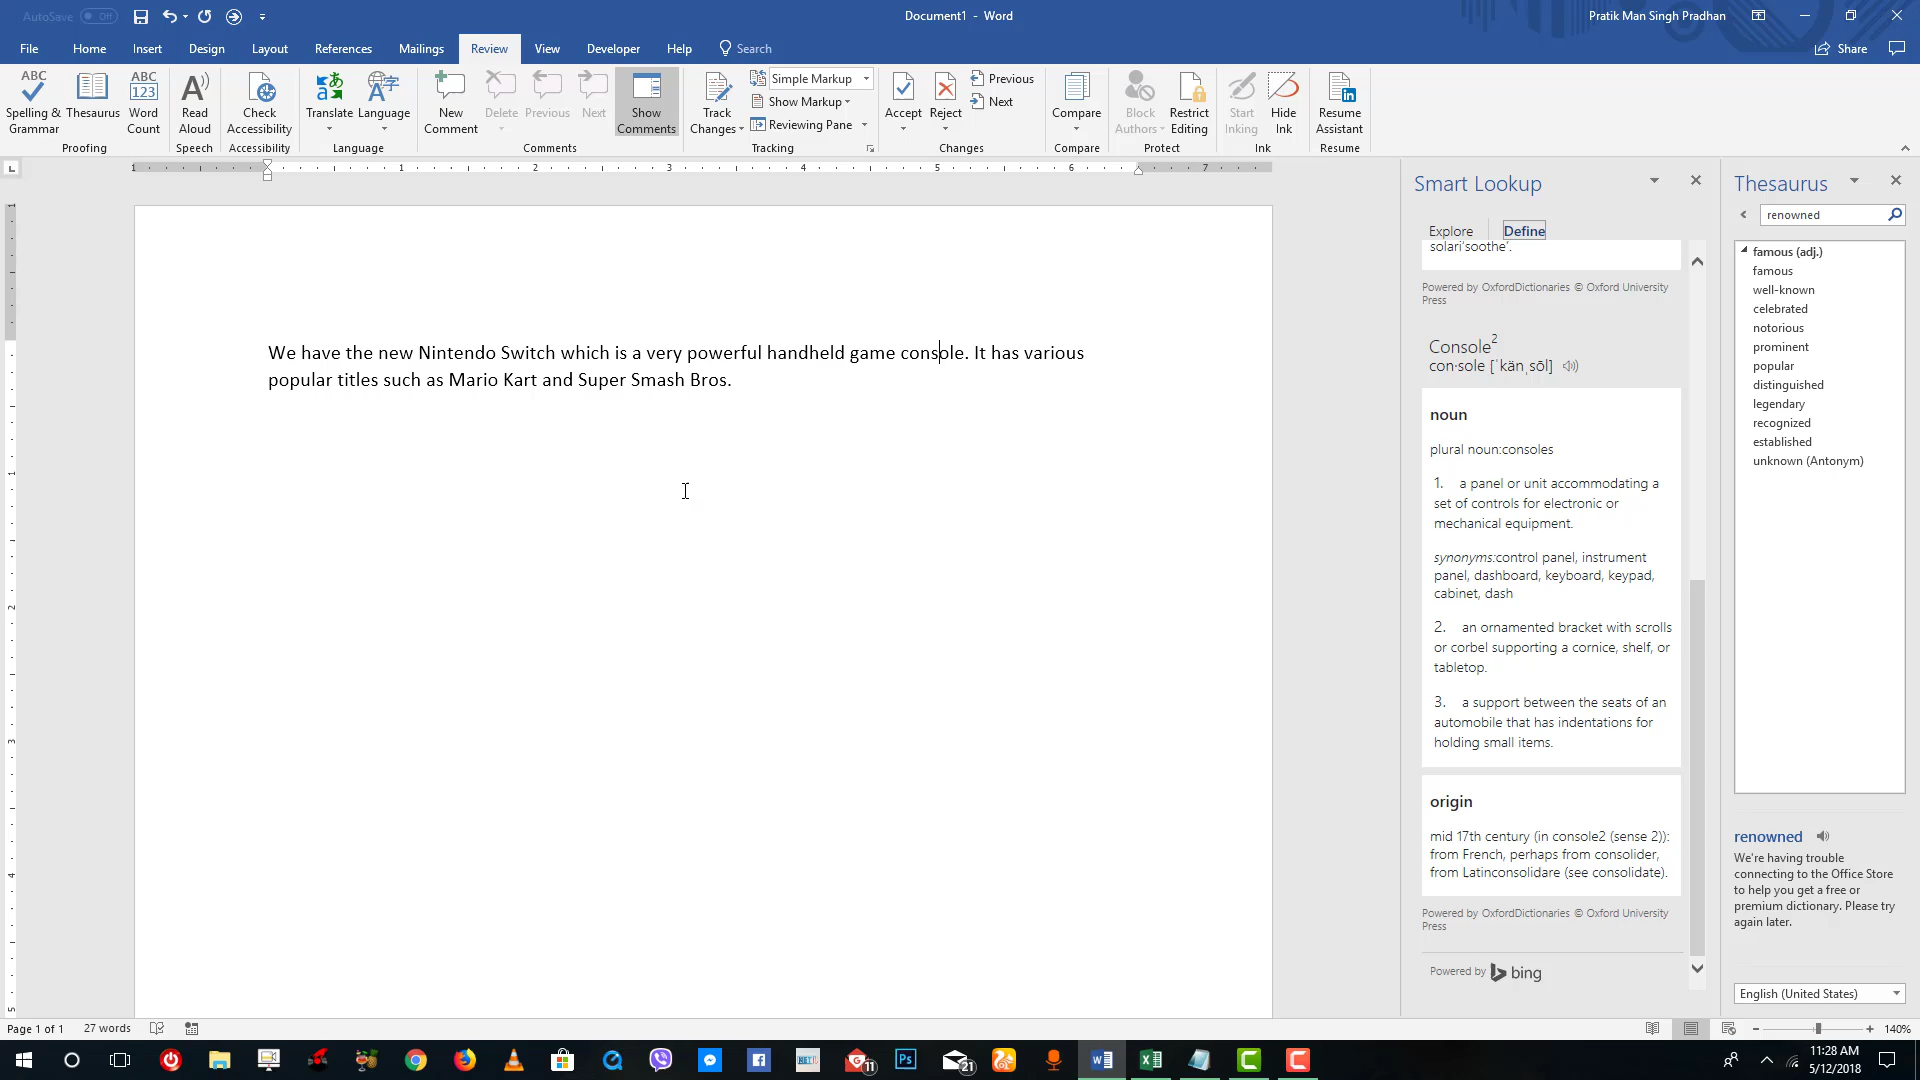 AutoSave Off
Document1 - Word
Pratik Man Singh Pradhan
File Home Insert Design Layout References Mailings Review View Developer Help Search
Share
Spelling & Grammar
Thesaurus
Word Count
Proofing
Read Aloud
Speech
Check Accessibility
Accessibility
Translate
Language
Language
New Comment
Delete
Previous
Next
Show Comments
Comments
Track Changes
Simple Markup
Show Markup
Reviewing Pane
Tracking
Accept
Reject
Previous
Next
Changes
Compare
Compare
Block Authors
Restrict Editing
Protect
Start Inking
Hide Ink
Ink
Resume Assistant
Resume
We have the new Nintendo Switch which is a very powerful handheld game console. It has various
popular titles such as Mario Kart and Super Smash Bros.
Smart Lookup
Explore Define
solari'soothe'.
Powered by OxfordDictionaries © Oxford University
Press
Console2
con·sole [ˈkänˌsōl]
noun
plural noun:consoles
1. a panel or unit accommodating a
set of controls for electronic or
mechanical equipment.
synonyms:control panel, instrument
panel, dashboard, keyboard, keypad,
cabinet, dash
2. an ornamented bracket with scrolls
or corbel supporting a cornice, shelf, or
tabletop.
3. a support between the seats of an
automobile that has indentations for
holding small items.
origin
mid 17th century (in console2 (sense 2)):
from French, perhaps from consolider,
from Latinconsolidare (see consolidate).
Powered by OxfordDictionaries © Oxford University
Press
Powered by bing
Thesaurus
renowned
famous (adj.)
famous
well-known
celebrated
notorious
prominent
popular
distinguished
legendary
recognized
established
unknown (Antonym)
renowned
We're having trouble
connecting to the Office Store
to help you get a free or
premium dictionary. Please try
again later.
English (United States)
Page 1 of 1 27 words
140%
11:28 AM
5/12/2018